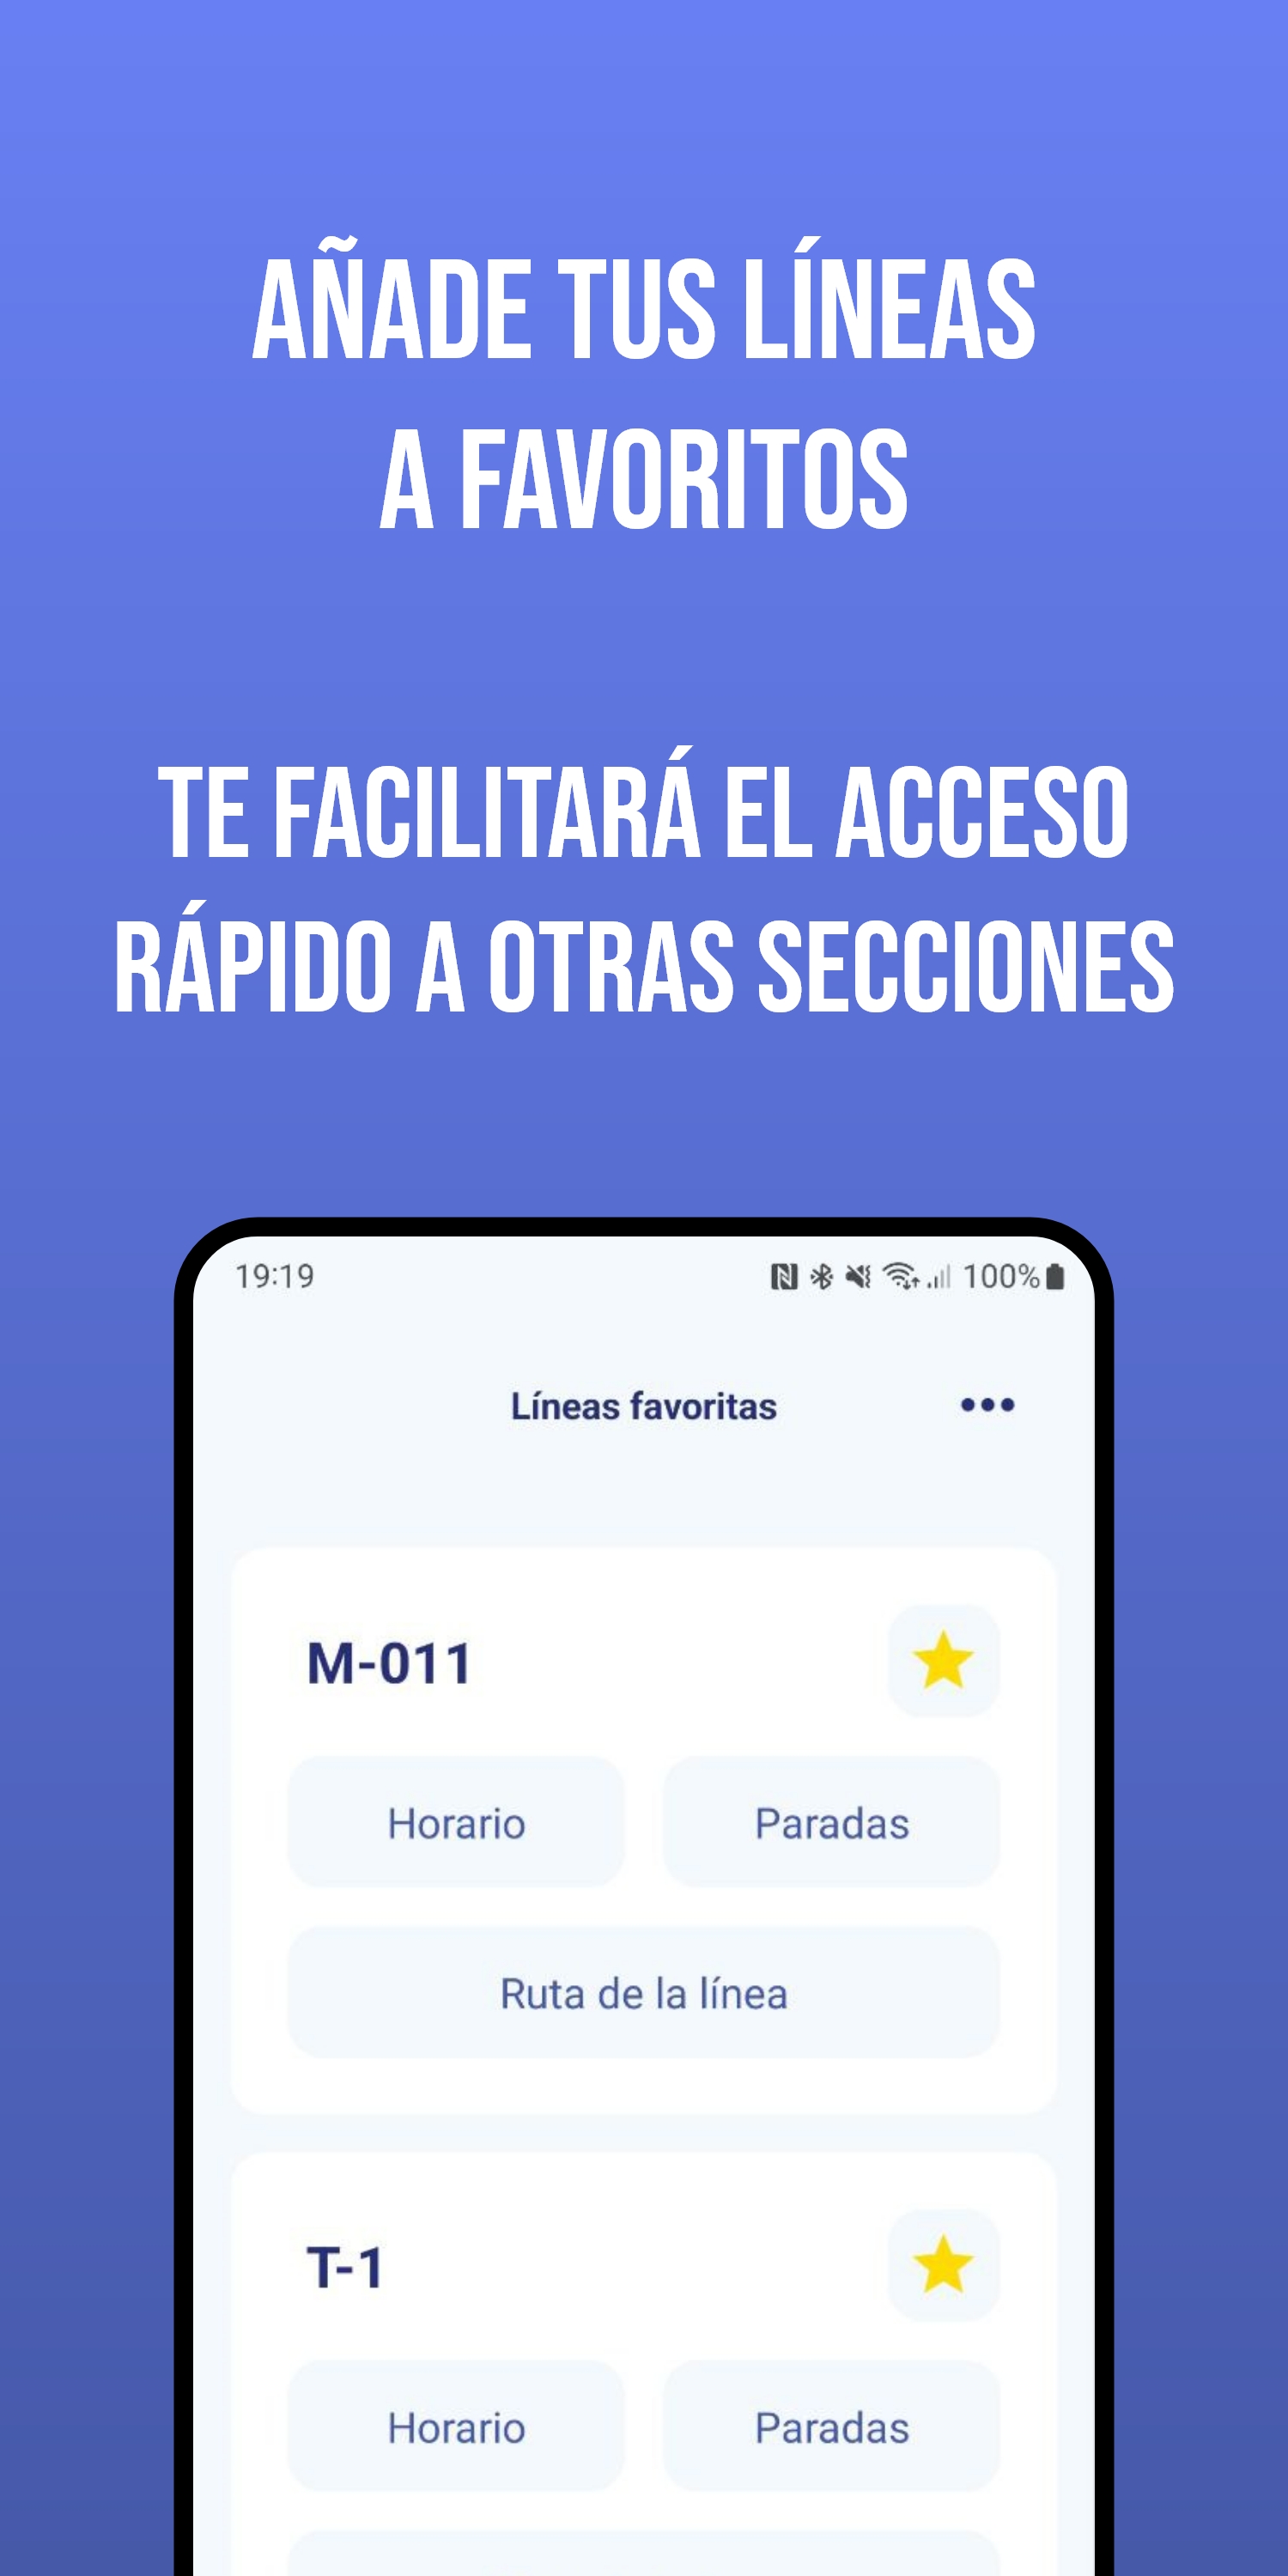 AÑADE TUS LÍNEAS
A FAVORITOS
TE FACILITARÁ EL ACCESO
RÁPIDO A OTRAS SECCIONES
19:19 100%
Líneas favoritas
M-011
Horario Paradas
Ruta de la línea
T-1
Horario Paradas